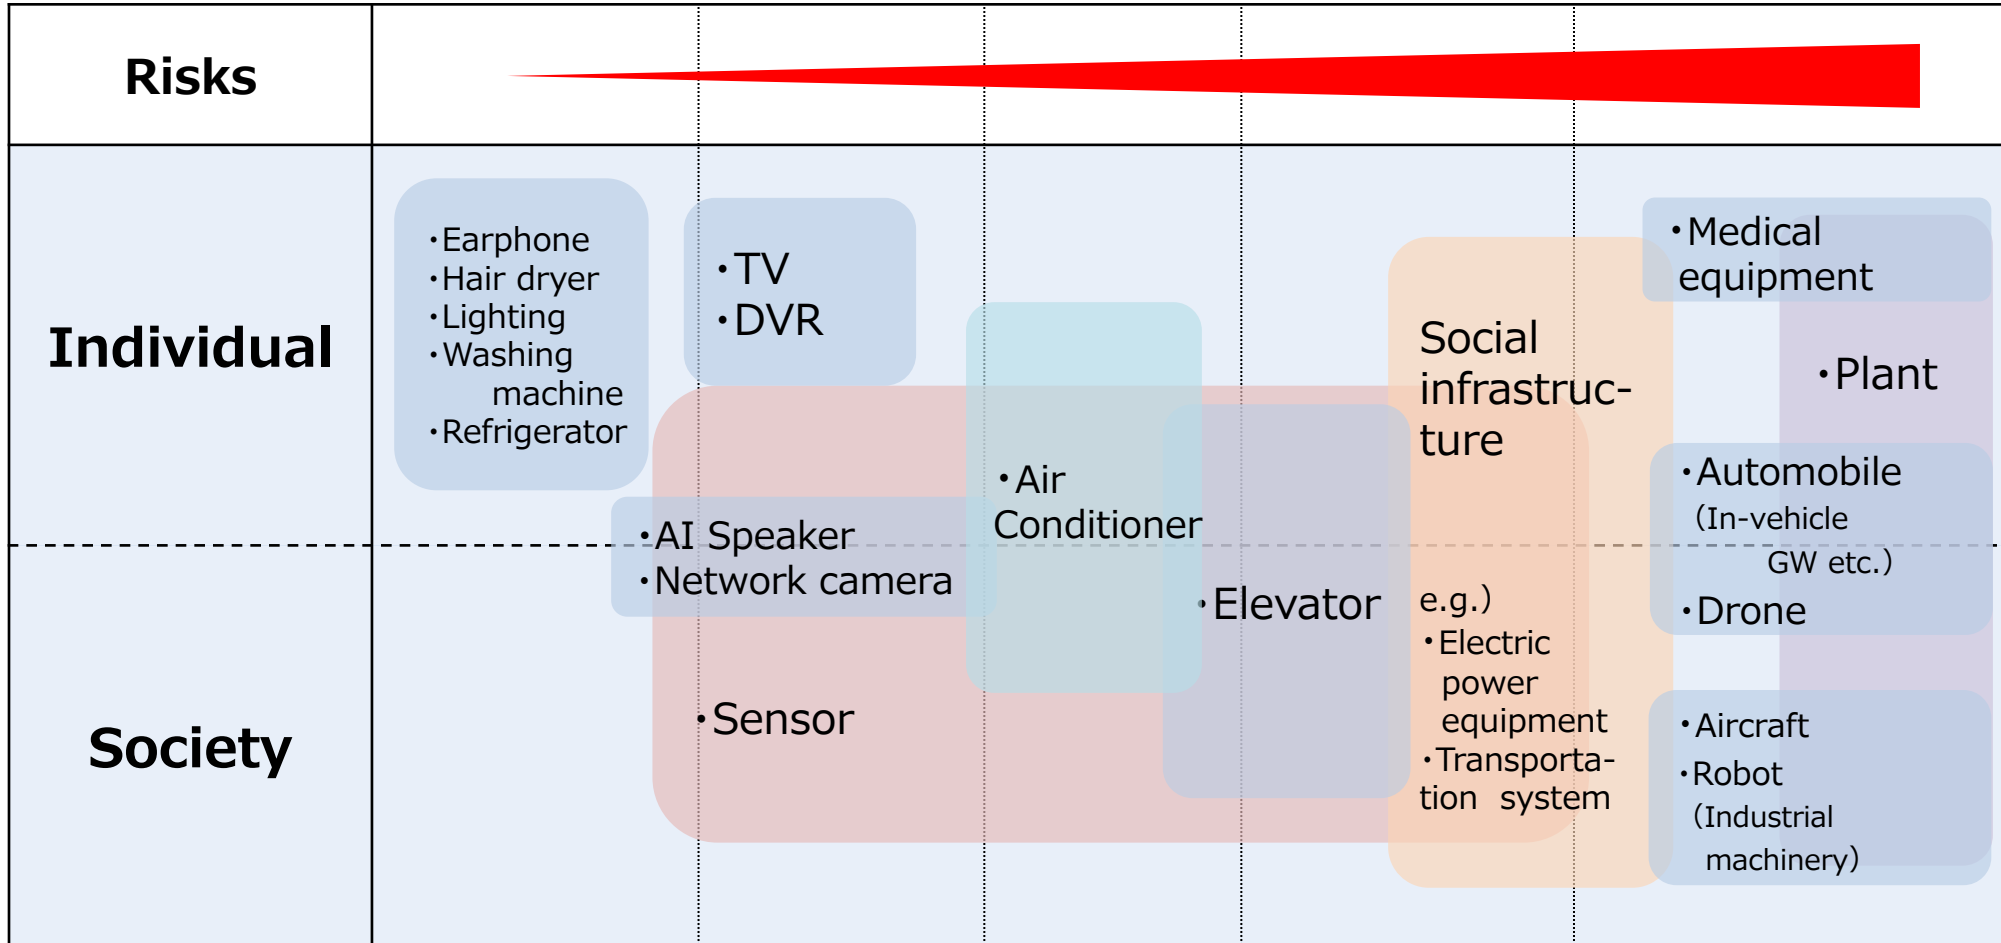 Risks
Individual
・Earphone
・Hair dryer
・Lighting
・Washing
machine
・Refrigerator
・TV
・DVR
・AI Speaker
・Network camera
・Sensor
・Air
Conditioner
・Elevator
Social
infrastruc-
ture
e.g.)
・Electric
power
equipment
・Transporta-
tion system
・Medical
equipment
・Plant
・Automobile
(In-vehicle
GW etc.)
・Drone
・Aircraft
・Robot
(Industrial
machinery)
Society